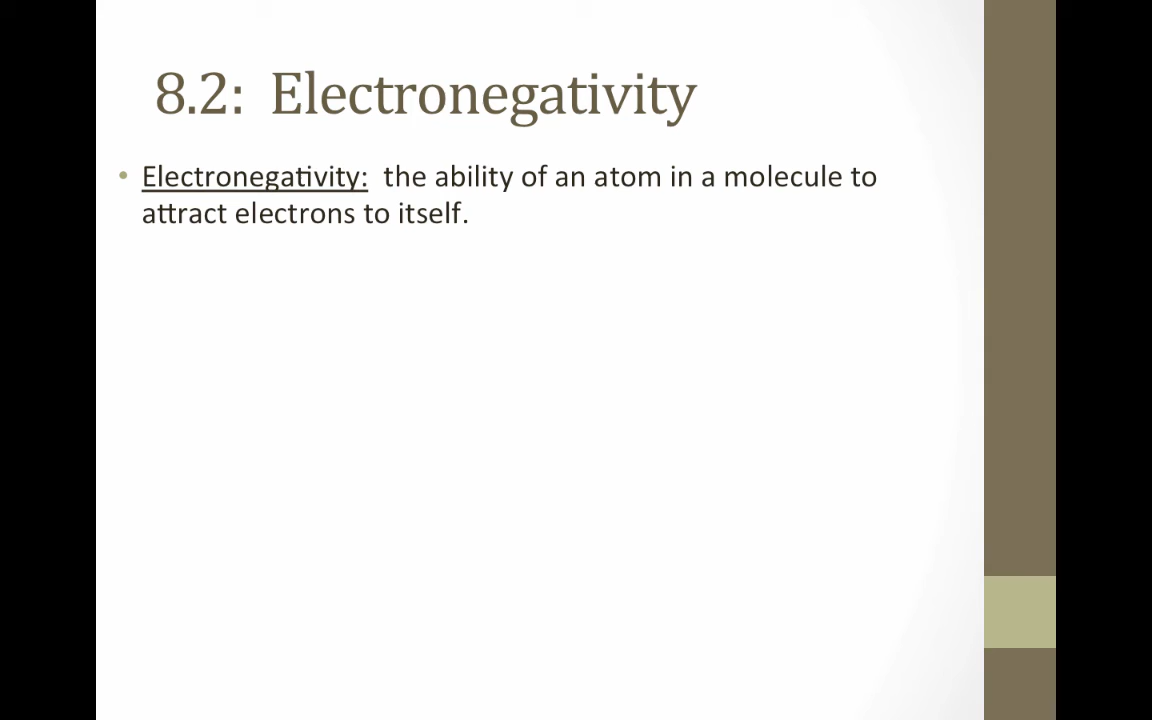 8.2: Electronegativity
• Electronegativity: the ability of an atom in a molecule to
attract electrons to itself.